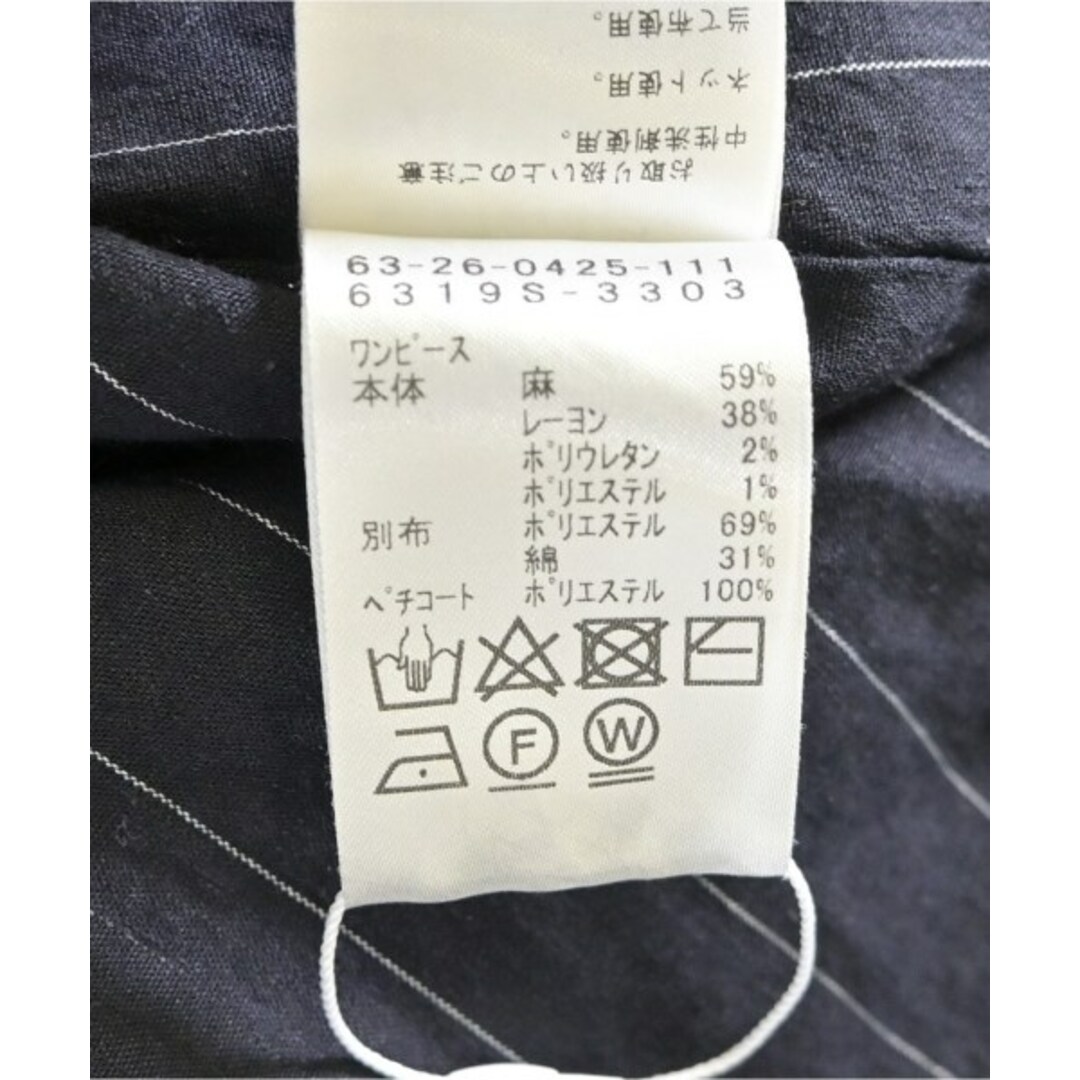 お取り扱い上のご注意
中性洗剤使用。
ネット使用。
当て布使用。
63-26-0425-111
6319S-3303
ワンピース
本体 麻 59%
レーヨン 38%
ポリウレタン 2%
ポリエステル 1%
別布 ポリエステル 69%
綿 31%
ペチコート ポリエステル 100%
F W